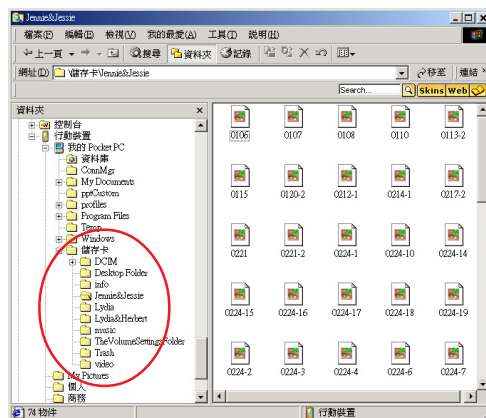 Jennie&Jessie
檔案(F) 編輯(E) 檢視(V) 我的最愛(A) 工具(T) 說明(H)
上一頁 搜尋 資料夾 記錄
網址(D) \儲存卡\Jennie&Jessie 移至 連結 »
Search... Skins Web
資料夾
控制台
行動裝置
我的 Pocket PC
資料庫
ConnMgr
My Documents
pptCustom
profiles
Program Files
Temp
Windows
儲存卡
DCIM
Desktop Folder
info
Jennie&Jessie
Lydia
Lydia&Herbert
music
TheVolumeSettingsFolder
Trash
video
My Pictures
個人
商務
0106 0107 0108 0110 0113-2
0115 0120-2 0212-1 0214-1 0217-2
0221 0221-2 0224-1 0224-10 0224-14
0224-15 0224-16 0224-17 0224-18 0224-19
0224-2 0224-3 0224-4 0224-6 0224-7
74 物件 行動裝置